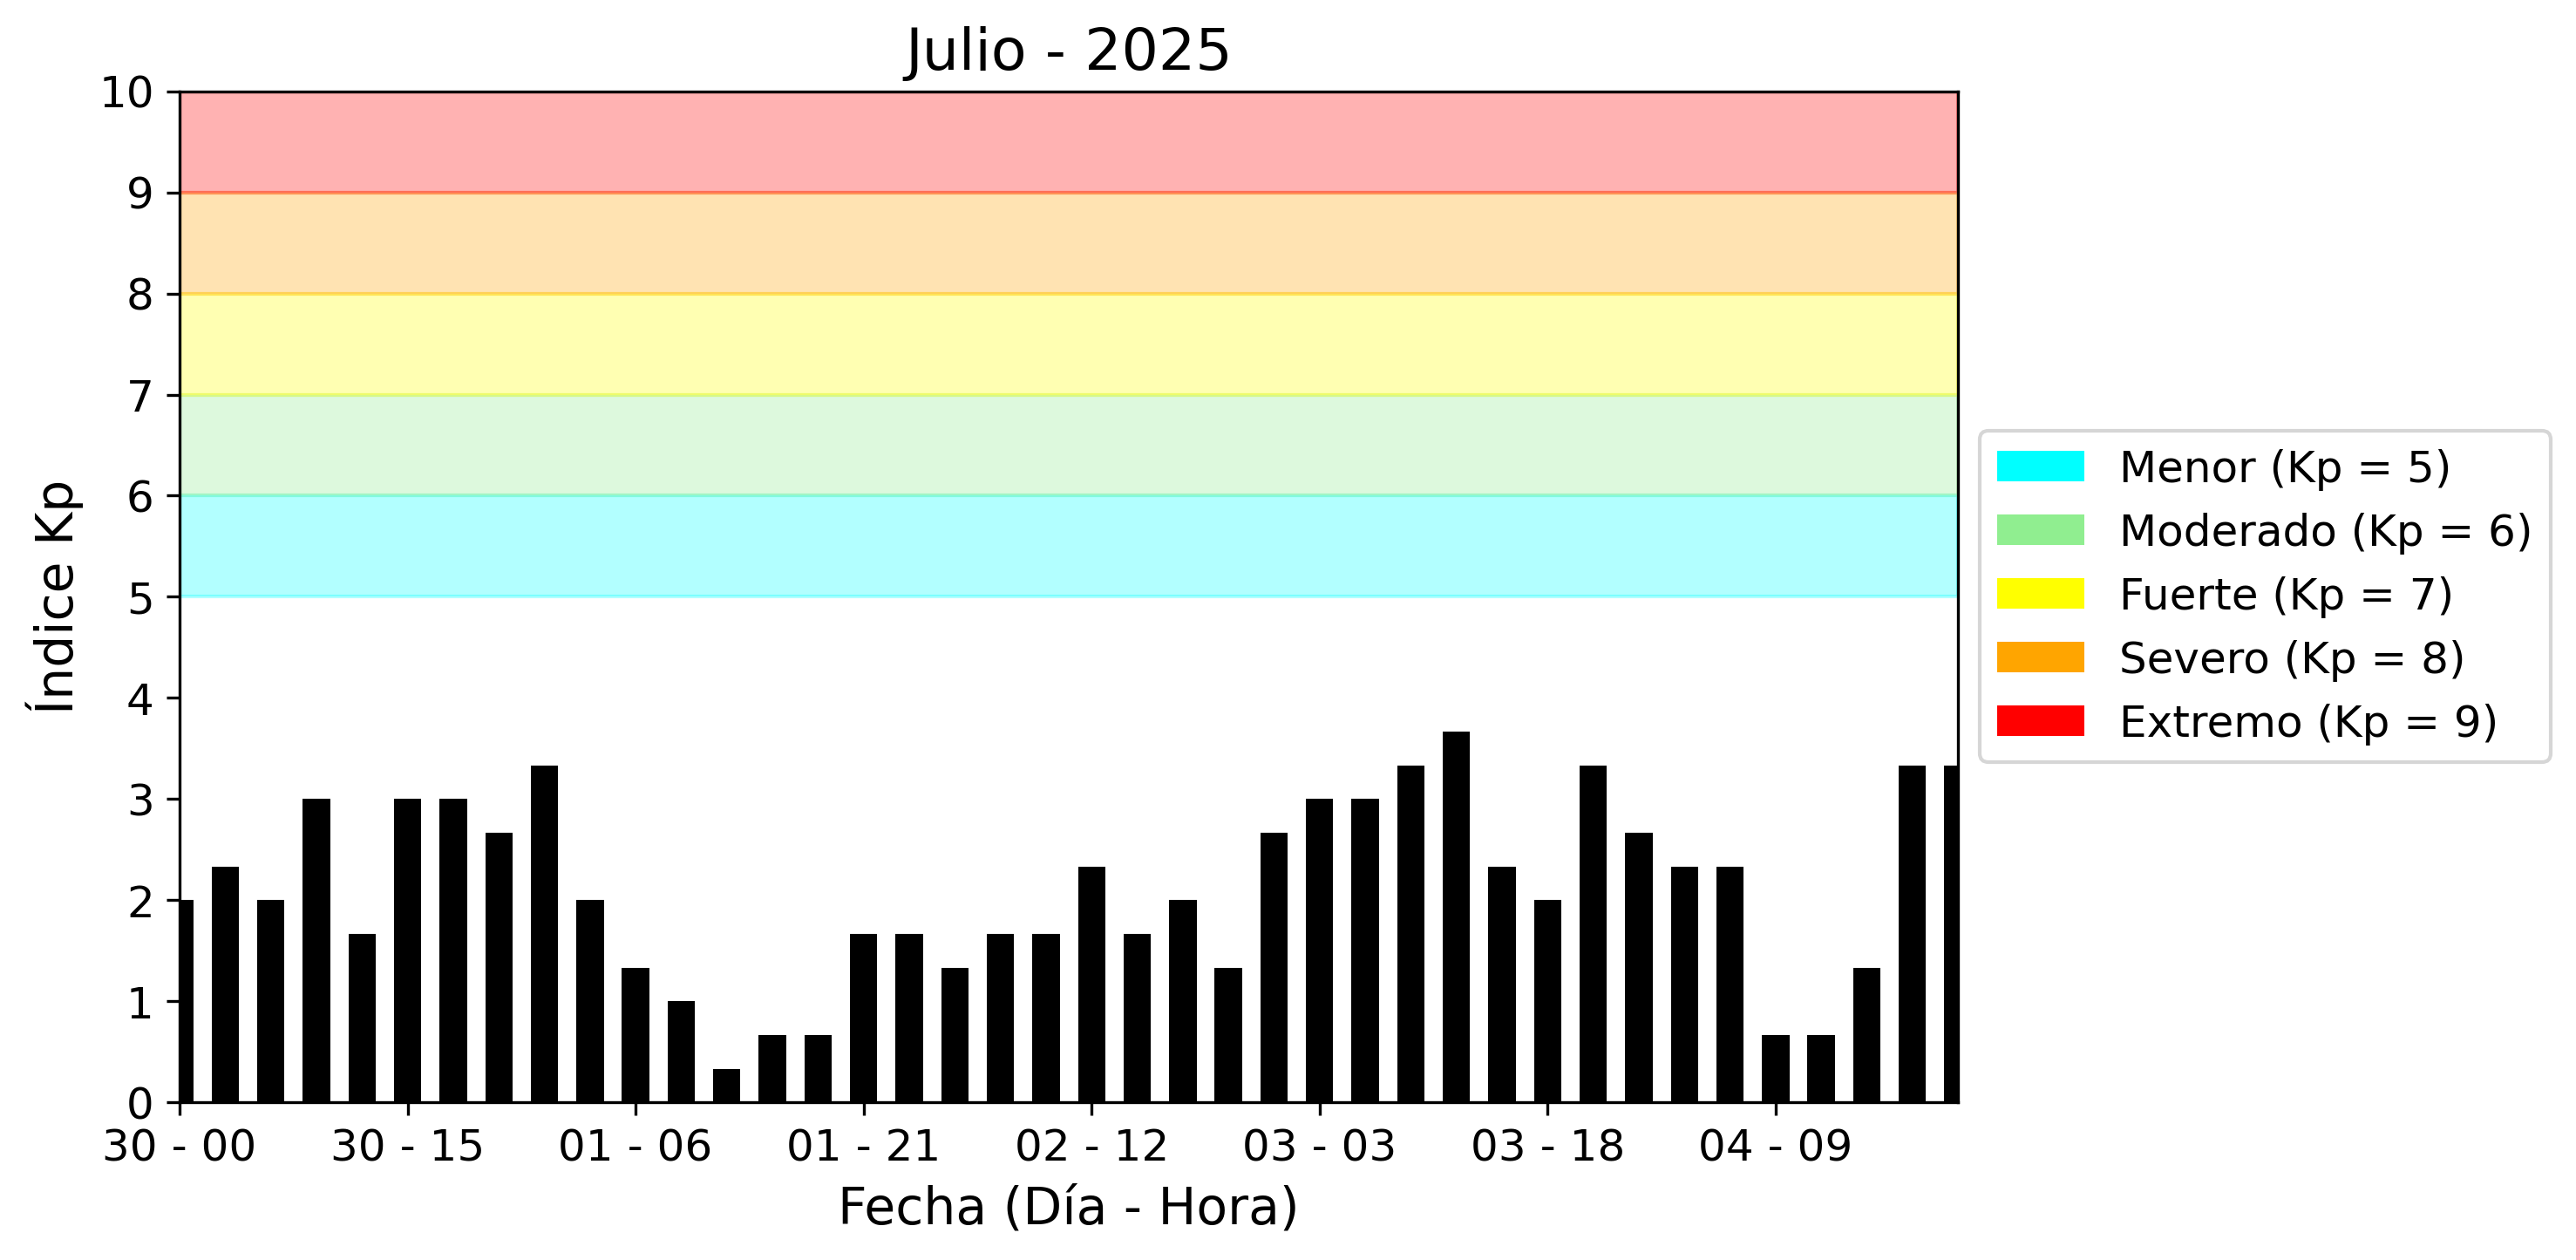 Julio - 2025
10
9
8
7
6
5
4
3
2
1
0
Índice Kp
30 - 00
30 - 15
01 - 06
01 - 21
02 - 12
03 - 03
03 - 18
04 - 09
Fecha (Día - Hora)
Menor (Kp = 5)
Moderado (Kp = 6)
Fuerte (Kp = 7)
Severo (Kp = 8)
Extremo (Kp = 9)